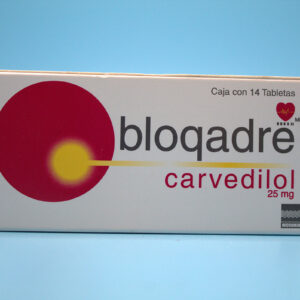 Caja con 14 Tabletas
bloqadre
carvedilol
25 mg